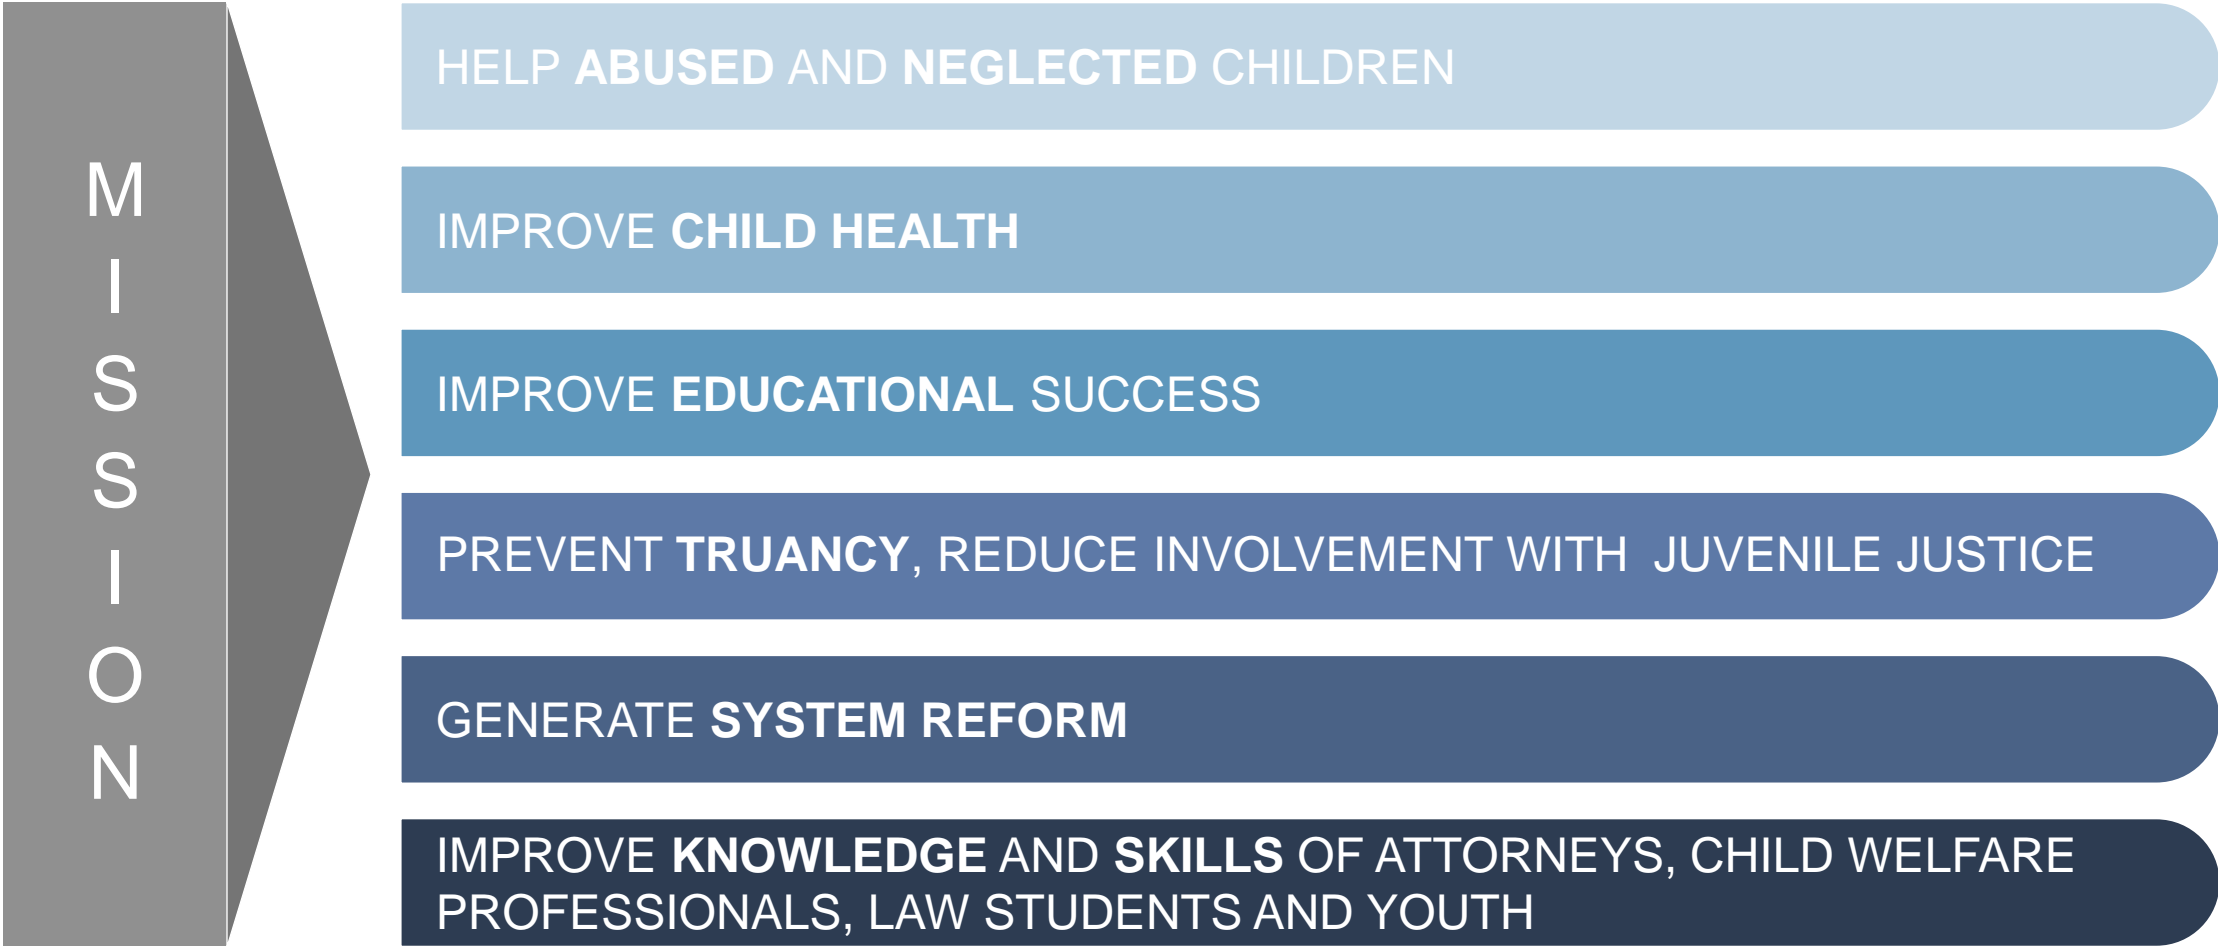 MISSION
HELP ABUSED AND NEGLECTED CHILDREN
IMPROVE CHILD HEALTH
IMPROVE EDUCATIONAL SUCCESS
PREVENT TRUANCY, REDUCE INVOLVEMENT WITH  JUVENILE JUSTICE
GENERATE SYSTEM REFORM
IMPROVE KNOWLEDGE AND SKILLS OF ATTORNEYS, CHILD WELFARE
PROFESSIONALS, LAW STUDENTS AND YOUTH